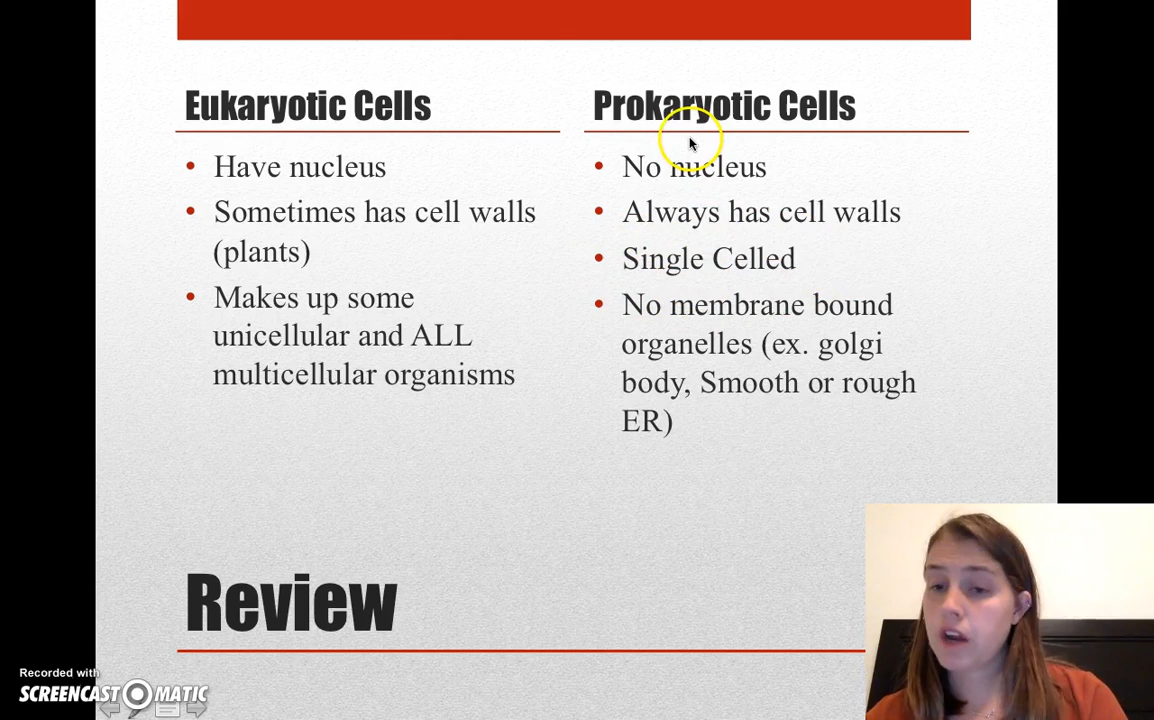 Eukaryotic Cells
• Have nucleus
• Sometimes has cell walls
(plants)
• Makes up some
unicellular and ALL
multicellular organisms
Prokaryotic Cells
• No nucleus
• Always has cell walls
• Single Celled
• No membrane bound
organelles (ex. golgi
body, Smooth or rough
ER)
Review
Recorded with
SCREENCAST MATIC